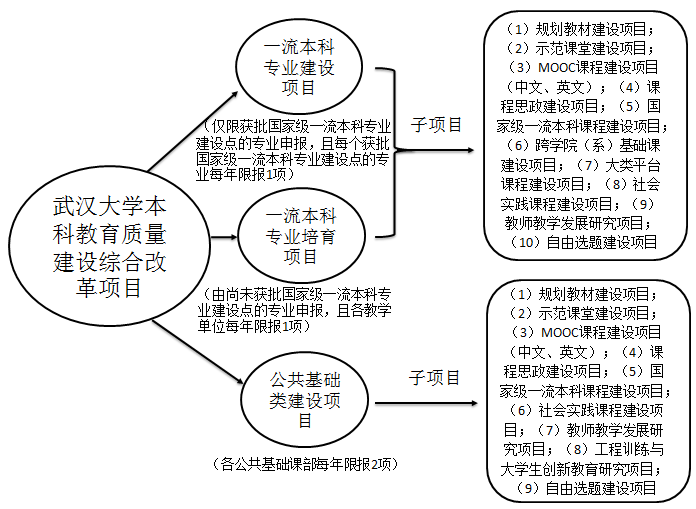 武汉大学本
科教育质量
建设综合改
革项目
一流本科
专业建设
项目
（仅限获批国家级一流本科专业
建设点的专业申报，且每个获批
国家级一流本科专业建设点的专
业每年限报1项）
一流本科
专业培育
项目
（由尚未获批国家级一流本科专
业建设点的专业申报，且各教学
单位每年限报1项）
公共基础
类建设项
目
（各公共基础课部每年限报2项）
子项目
（1）规划教材建设项目；
（2）示范课堂建设项目；
（3）MOOC课程建设项目
（中文、英文）；（4）课
程思政建设项目；（5）国
家级一流本科课程建设项目；
（6）跨学院（系）基础课
建设项目；（7）大类平台
课程建设项目；（8）社会
实践课程建设项目；（9）
教师教学发展研究项目；
（10）自由选题建设项目
子项目
（1）规划教材建设项目；
（2）示范课堂建设项目；
（3）MOOC课程建设项目
（中文、英文）；（4）课
程思政建设项目；（5）国
家级一流本科课程建设项目；
（6）社会实践课程建设项
目；（7）教师教学发展研
究项目；（8）工程训练与
大学生创新教育研究项目；
（9）自由选题建设项目